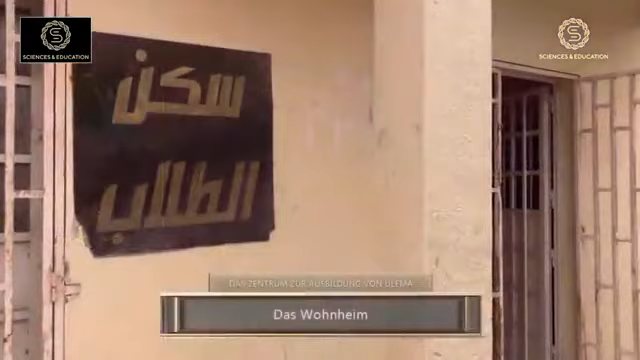 SCIENCES & EDUCATION
SCIENCES & EDUCATION
سكن
الطلاب
DAS ZENTRUM ZUR AUSBILDUNG VON ULEMA
Das Wohnheim